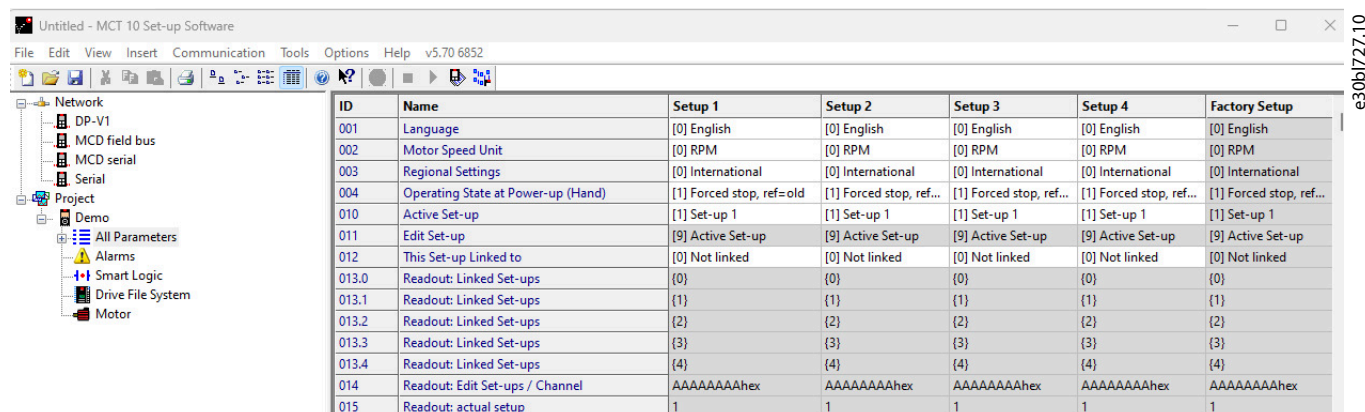 Untitled - MCT 10 Set-up Software
File Edit View Insert Communication Tools Options Help v5.70 6852
Network
DP-V1
MCD field bus
MCD serial
Serial
Project
Demo
All Parameters
Alarms
Smart Logic
Drive File System
Motor
ID Name Setup 1 Setup 2 Setup 3 Setup 4 Factory Setup
001 Language [0] English [0] English [0] English [0] English [0] English
002 Motor Speed Unit [0] RPM [0] RPM [0] RPM [0] RPM [0] RPM
003 Regional Settings [0] International [0] International [0] International [0] International [0] International
004 Operating State at Power-up (Hand) [1] Forced stop, ref=old [1] Forced stop, ref... [1] Forced stop, ref... [1] Forced stop, ref... [1] Forced stop, ref...
010 Active Set-up [1] Set-up 1 [1] Set-up 1 [1] Set-up 1 [1] Set-up 1 [1] Set-up 1
011 Edit Set-up [9] Active Set-up [9] Active Set-up [9] Active Set-up [9] Active Set-up [9] Active Set-up
012 This Set-up Linked to [0] Not linked [0] Not linked [0] Not linked [0] Not linked [0] Not linked
013.0 Readout: Linked Set-ups {0} {0} {0} {0} {0}
013.1 Readout: Linked Set-ups {1} {1} {1} {1} {1}
013.2 Readout: Linked Set-ups {2} {2} {2} {2} {2}
013.3 Readout: Linked Set-ups {3} {3} {3} {3} {3}
013.4 Readout: Linked Set-ups {4} {4} {4} {4} {4}
014 Readout: Edit Set-ups / Channel AAAAAAAAhex AAAAAAAAhex AAAAAAAAhex AAAAAAAAhex AAAAAAAAhex
015 Readout: actual setup 1 1 1 1 1
e30bl727.10